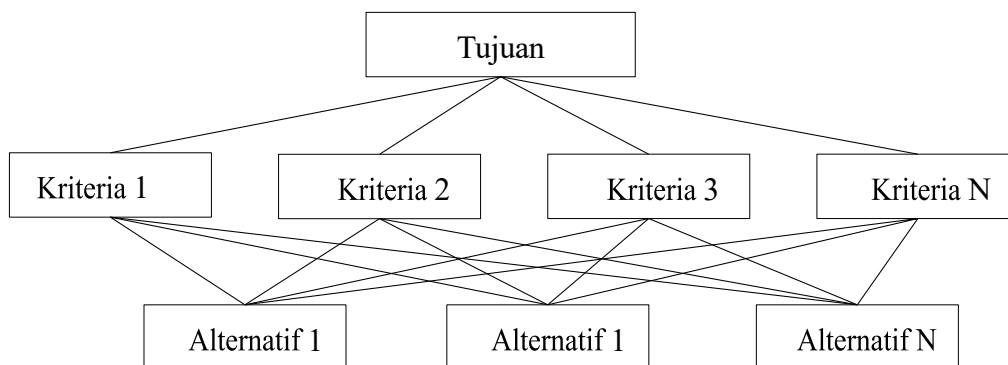 Tujuan
Kriteria 1
Kriteria 2
Kriteria 3
Kriteria N
Alternatif 1
Alternatif 1
Alternatif N